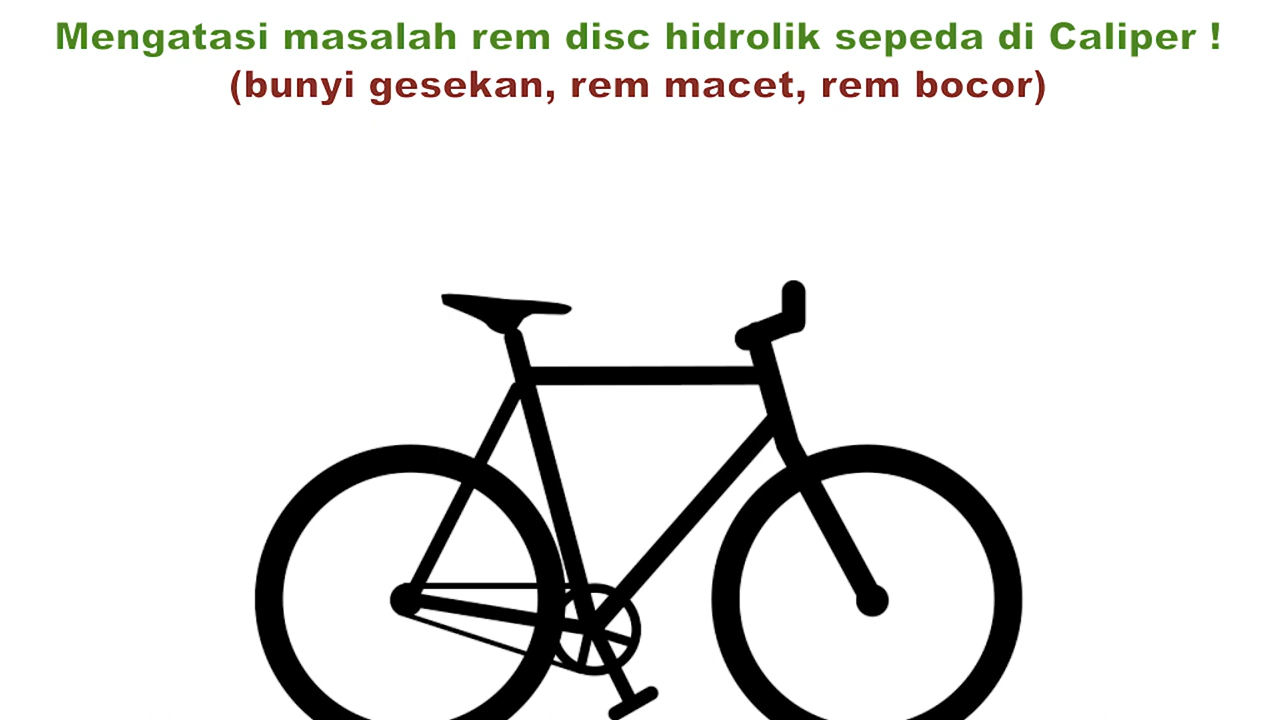 Mengatasi masalah rem disc hidrolik sepeda di Caliper !
(bunyi gesekan, rem macet, rem bocor)